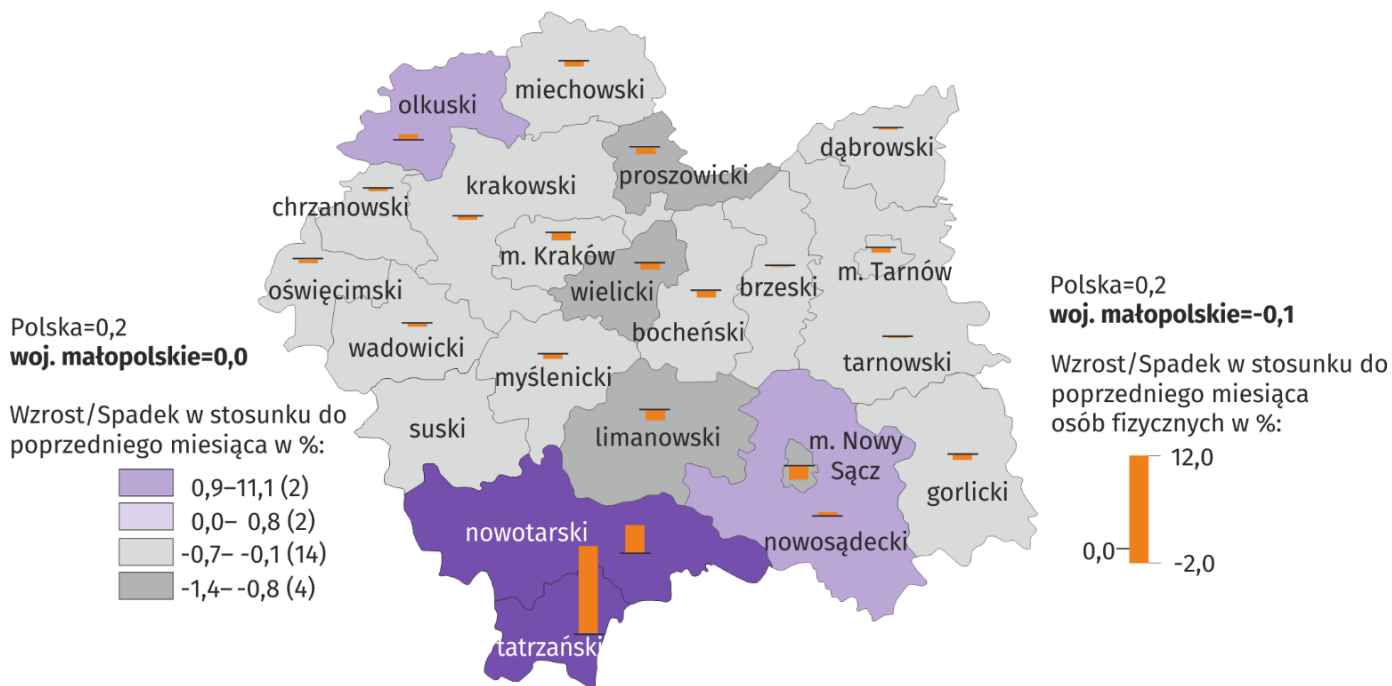 miechowski
olkuski
dąbrowski
proszowicki
krakowski
chrzanowski
m. Kraków
m. Tarnów
oświęcimski
wielicki
brzeski
bocheński
wadowicki
tarnowski
myślenicki
suski
limanowski
m. Nowy
Sącz
gorlicki
nowotarski
nowosądecki
tatrzański
Polska=0,2
woj. małopolskie=0,0
Wzrost/Spadek w stosunku do
poprzedniego miesiąca w %:
0,9–11,1 (2)
0,0– 0,8 (2)
-0,7– -0,1 (14)
-1,4– -0,8 (4)
Polska=0,2
woj. małopolskie=-0,1
Wzrost/Spadek w stosunku do
poprzedniego miesiąca
osób fizycznych w %:
12,0
0,0
-2,0